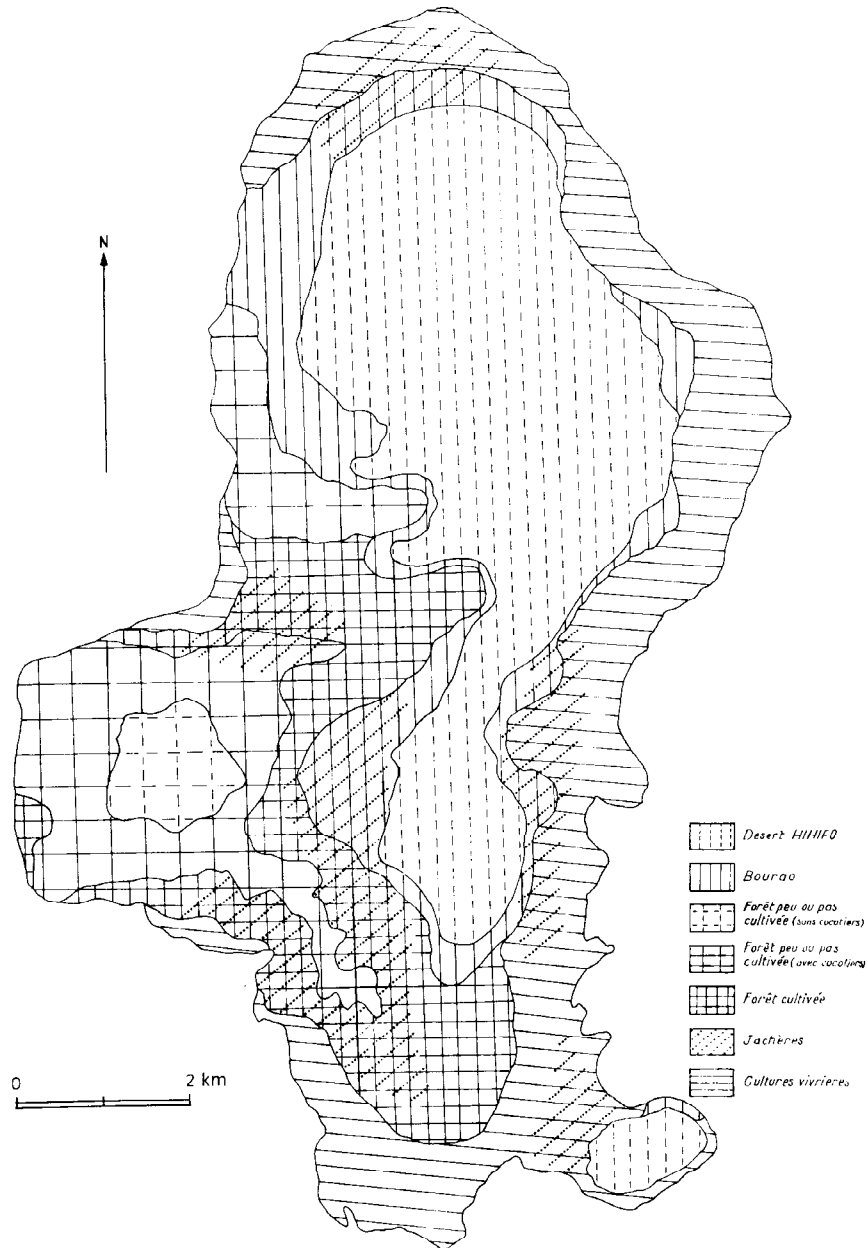 N
Desert HIHIFO
Bourao
Forêt peu ou pas
cultivée (sans cocotiers)
Forêt peu ou pas
cultivée (avec cocotiers)
Forêt cultivée
Jachères
Cultures vivrières
0 2 km